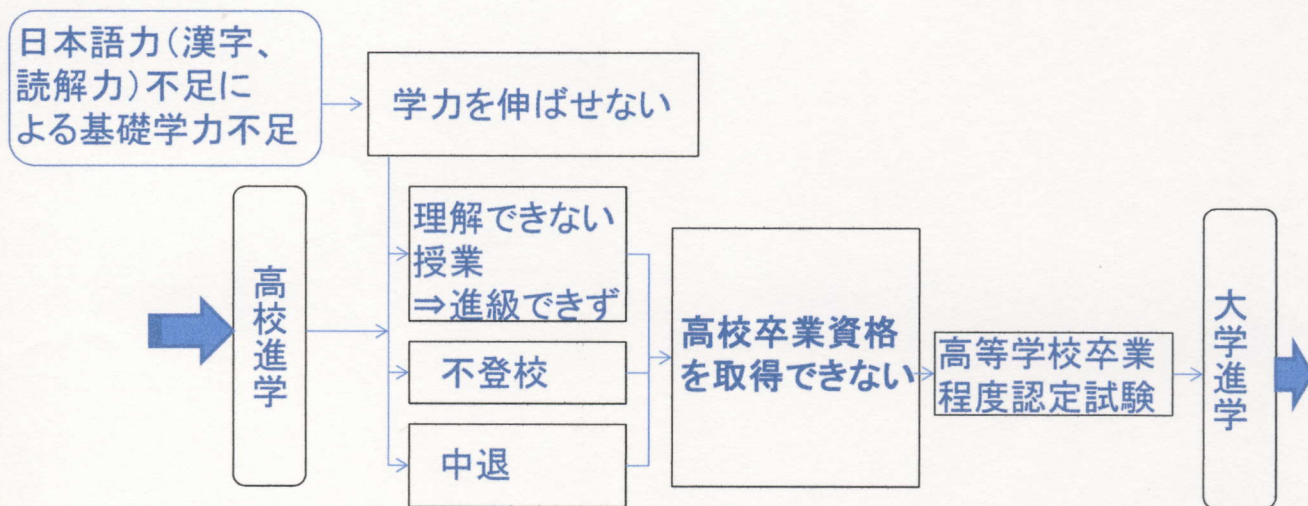 日本語力(漢字、
読解力)不足に
よる基礎学力不足
学力を伸ばせない
高校進学
理解できない
授業
⇒進級できず
不登校
中退
高校卒業資格
を取得できない
高等学校卒業
程度認定試験
大学進学